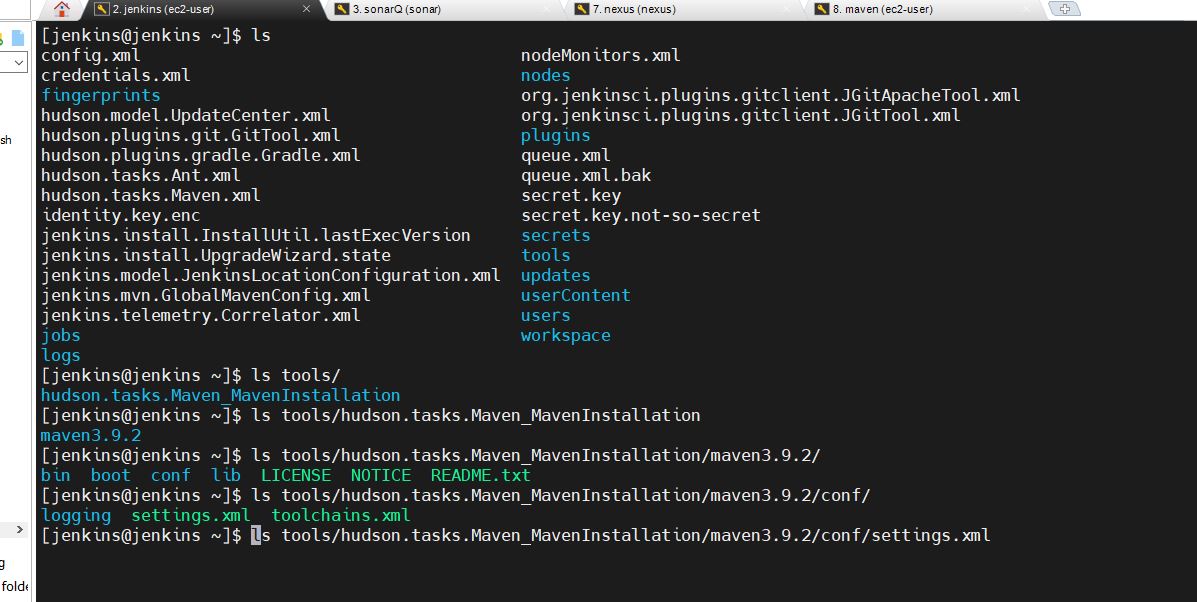 2. jenkins (ec2-user) 3. sonarQ (sonar) 7. nexus (nexus) 8. maven (ec2-user)
[jenkins@jenkins ~]$ ls
config.xml nodeMonitors.xml
credentials.xml nodes
fingerprints org.jenkinsci.plugins.gitclient.JGitApacheTool.xml
hudson.model.UpdateCenter.xml org.jenkinsci.plugins.gitclient.JGitTool.xml
sh
hudson.plugins.git.GitTool.xml plugins
hudson.plugins.gradle.Gradle.xml queue.xml
hudson.tasks.Ant.xml queue.xml.bak
hudson.tasks.Maven.xml secret.key
identity.key.enc secret.key.not-so-secret
jenkins.install.InstallUtil.lastExecVersion secrets
jenkins.install.UpgradeWizard.state tools
jenkins.model.JenkinsLocationConfiguration.xml updates
jenkins.mvn.GlobalMavenConfig.xml userContent
jenkins.telemetry.Correlator.xml users
jobs workspace
logs
[jenkins@jenkins ~]$ ls tools/
hudson.tasks.Maven_MavenInstallation
[jenkins@jenkins ~]$ ls tools/hudson.tasks.Maven_MavenInstallation
maven3.9.2
[jenkins@jenkins ~]$ ls tools/hudson.tasks.Maven_MavenInstallation/maven3.9.2/
bin boot conf lib LICENSE NOTICE README.txt
[jenkins@jenkins ~]$ ls tools/hudson.tasks.Maven_MavenInstallation/maven3.9.2/conf/
logging settings.xml toolchains.xml
[jenkins@jenkins ~]$ ls tools/hudson.tasks.Maven_MavenInstallation/maven3.9.2/conf/settings.xml
g
folde